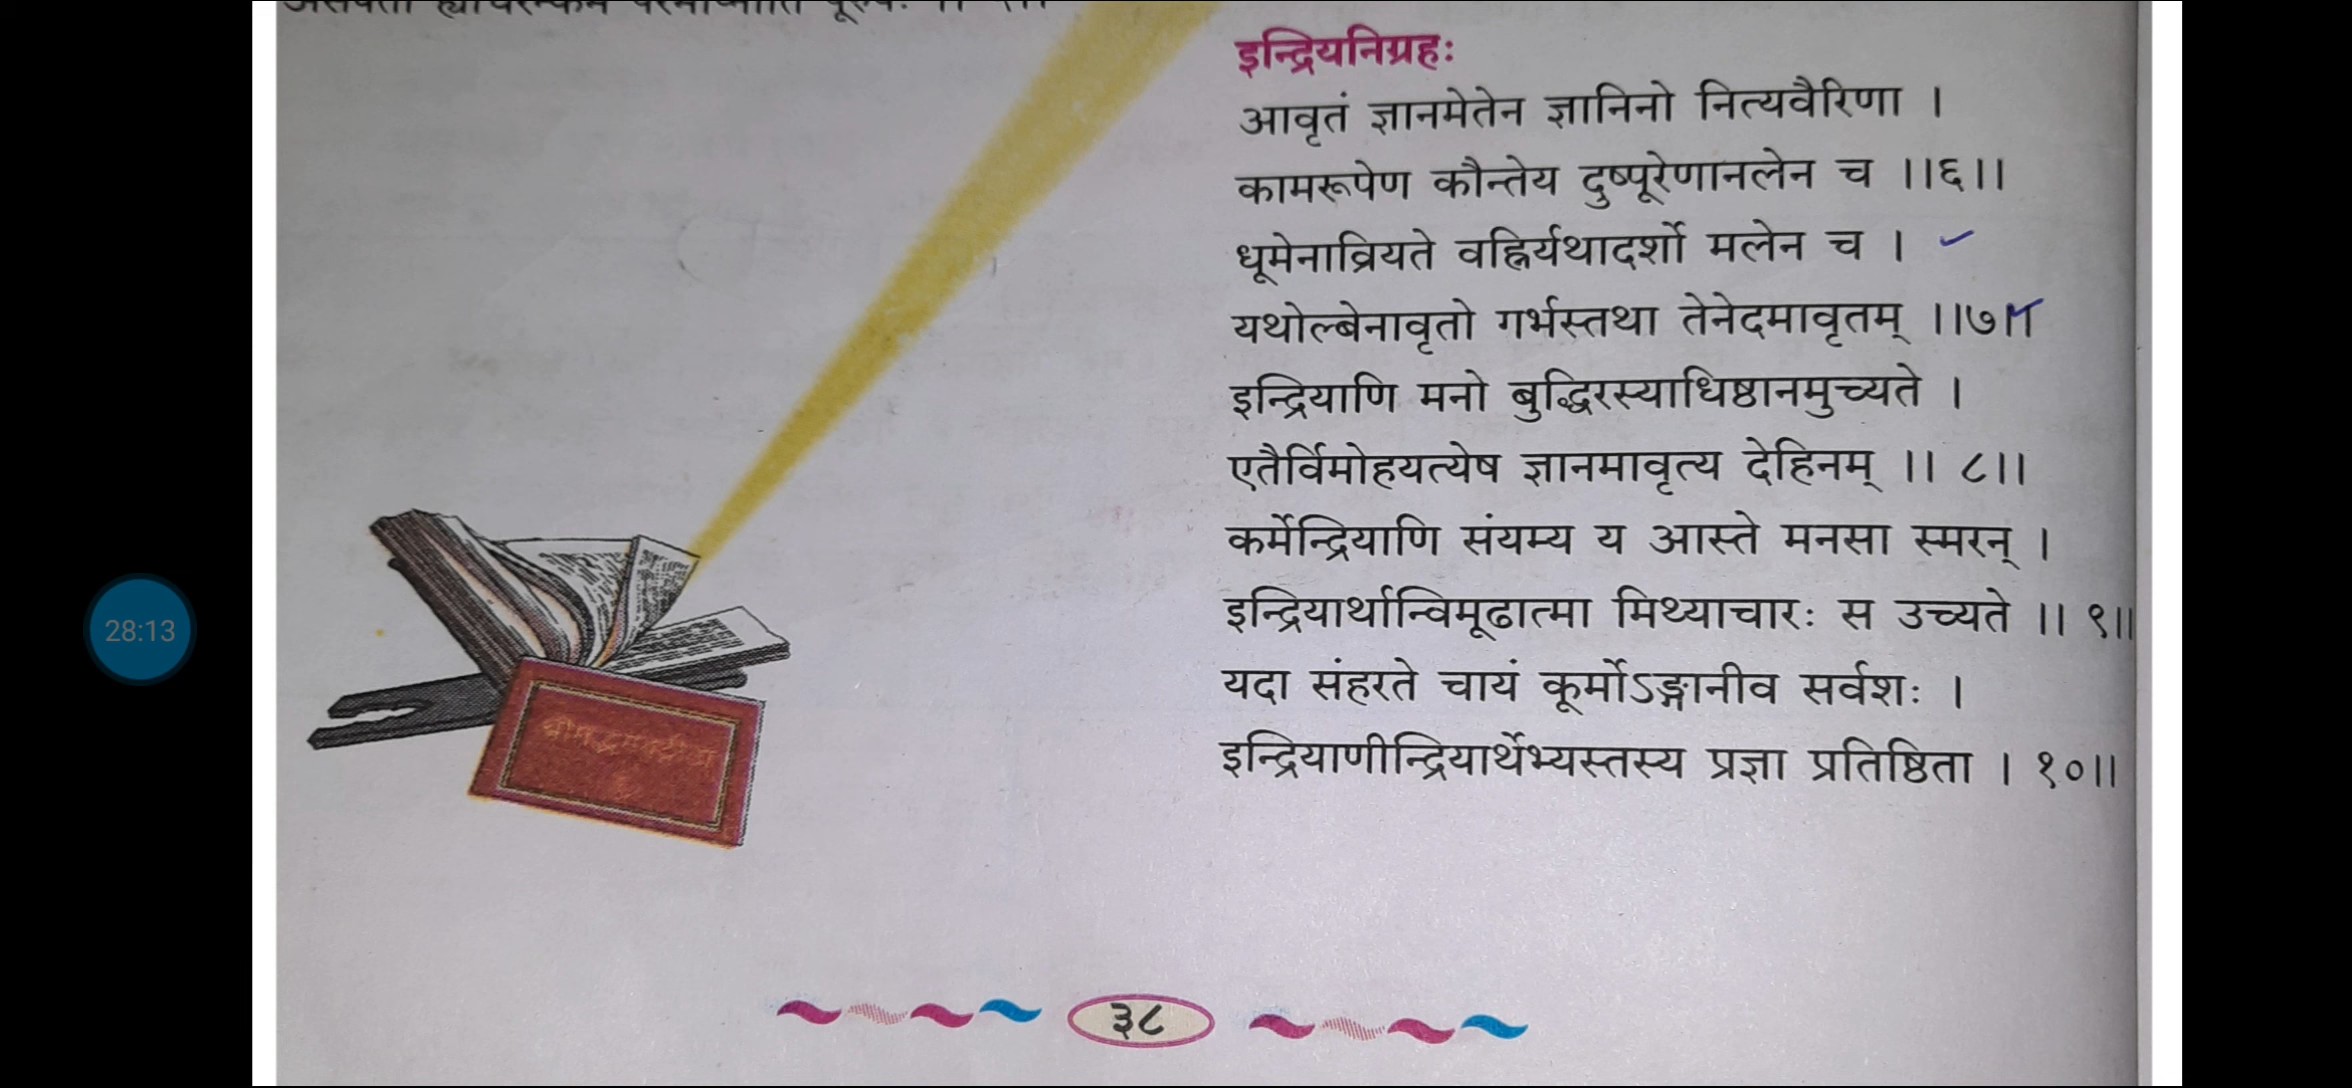 इन्द्रियनिग्रहः
आवृतं ज्ञानमेतेन ज्ञानिनो नित्यवैरिणा ।
कामरूपेण कौन्तेय दुष्पूरेणानलेन च ।।६।।
धूमेनाव्रियते वह्निर्यथादर्शो मलेन च ।
यथोल्बेनावृतो गर्भस्तथा तेनेदमावृतम् ।।७।।
इन्द्रियाणि मनो बुद्धिरस्याधिष्ठानमुच्यते ।
एतैर्विमोहयत्येष ज्ञानमावृत्य देहिनम् ।। ८।।
कर्मेन्द्रियाणि संयम्य य आस्ते मनसा स्मरन् ।
इन्द्रियार्थान्विमूढात्मा मिथ्याचारः स उच्यते ।। ९।।
यदा संहरते चायं कूर्मोऽङ्गानीव सर्वशः ।
इन्द्रियाणीन्द्रियार्थेभ्यस्तस्य प्रज्ञा प्रतिष्ठिता । १०।।
28:13
३८